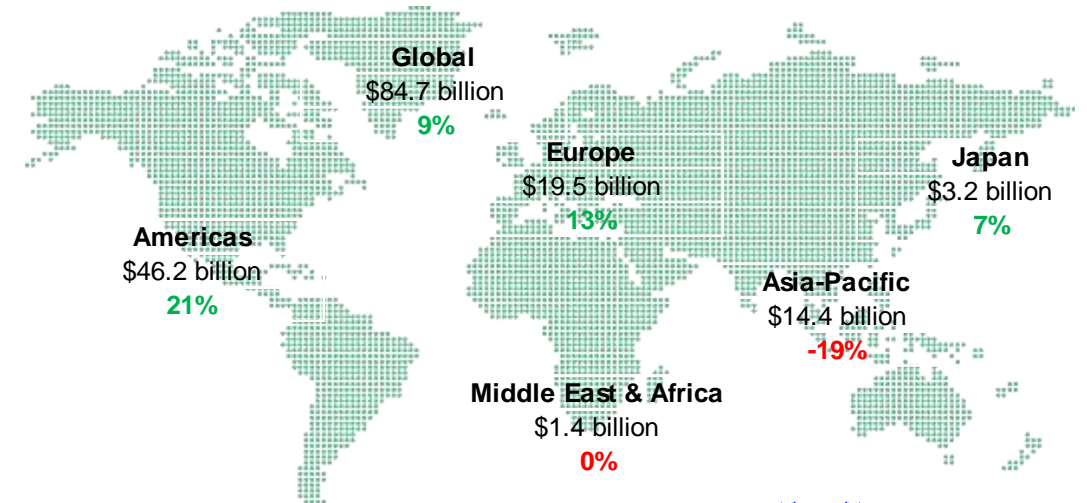 Global
$84.7 billion
9%
Europe
$19.5 billion
13%
Japan
$3.2 billion
7%
Americas
$46.2 billion
21%
Asia-Pacific
$14.4 billion
-19%
Middle East & Africa
$1.4 billion
0%